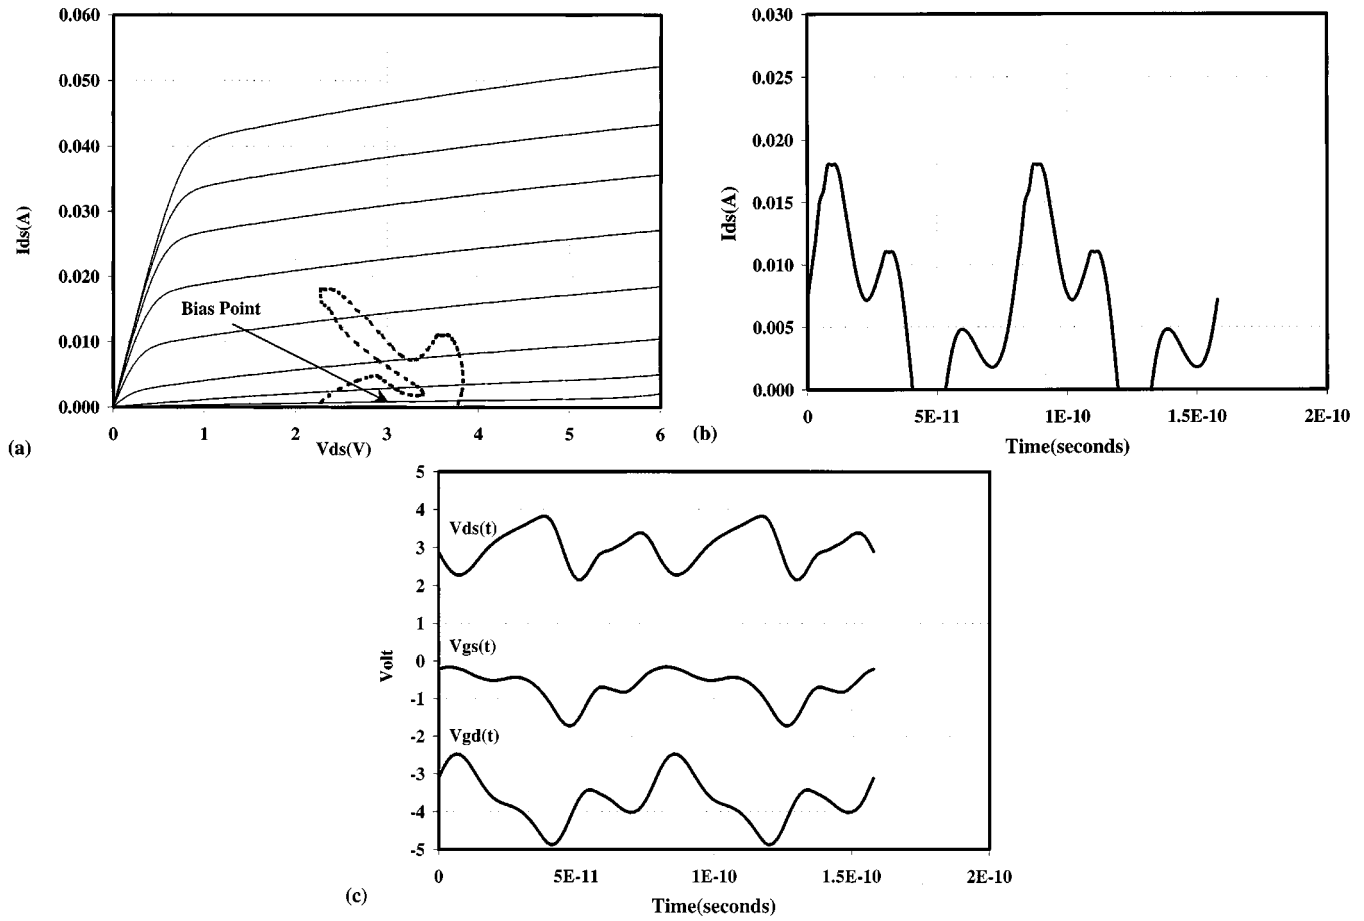 0.060
0.050
0.040
0.030
0.020
0.010
0.000
Ids(A)
Bias Point
0 1 2 3 4 5 6
Vds(V)
(a)
0.030
0.025
0.020
0.015
0.010
0.005
0.000
Ids(A)
0 5E-11 1E-10 1.5E-10 2E-10
Time(seconds)
(b)
5
4
3
2
1
0
-1
-2
-3
-4
-5
Volt
Vds(t)
Vgs(t)
Vgd(t)
0 5E-11 1E-10 1.5E-10 2E-10
Time(seconds)
(c)